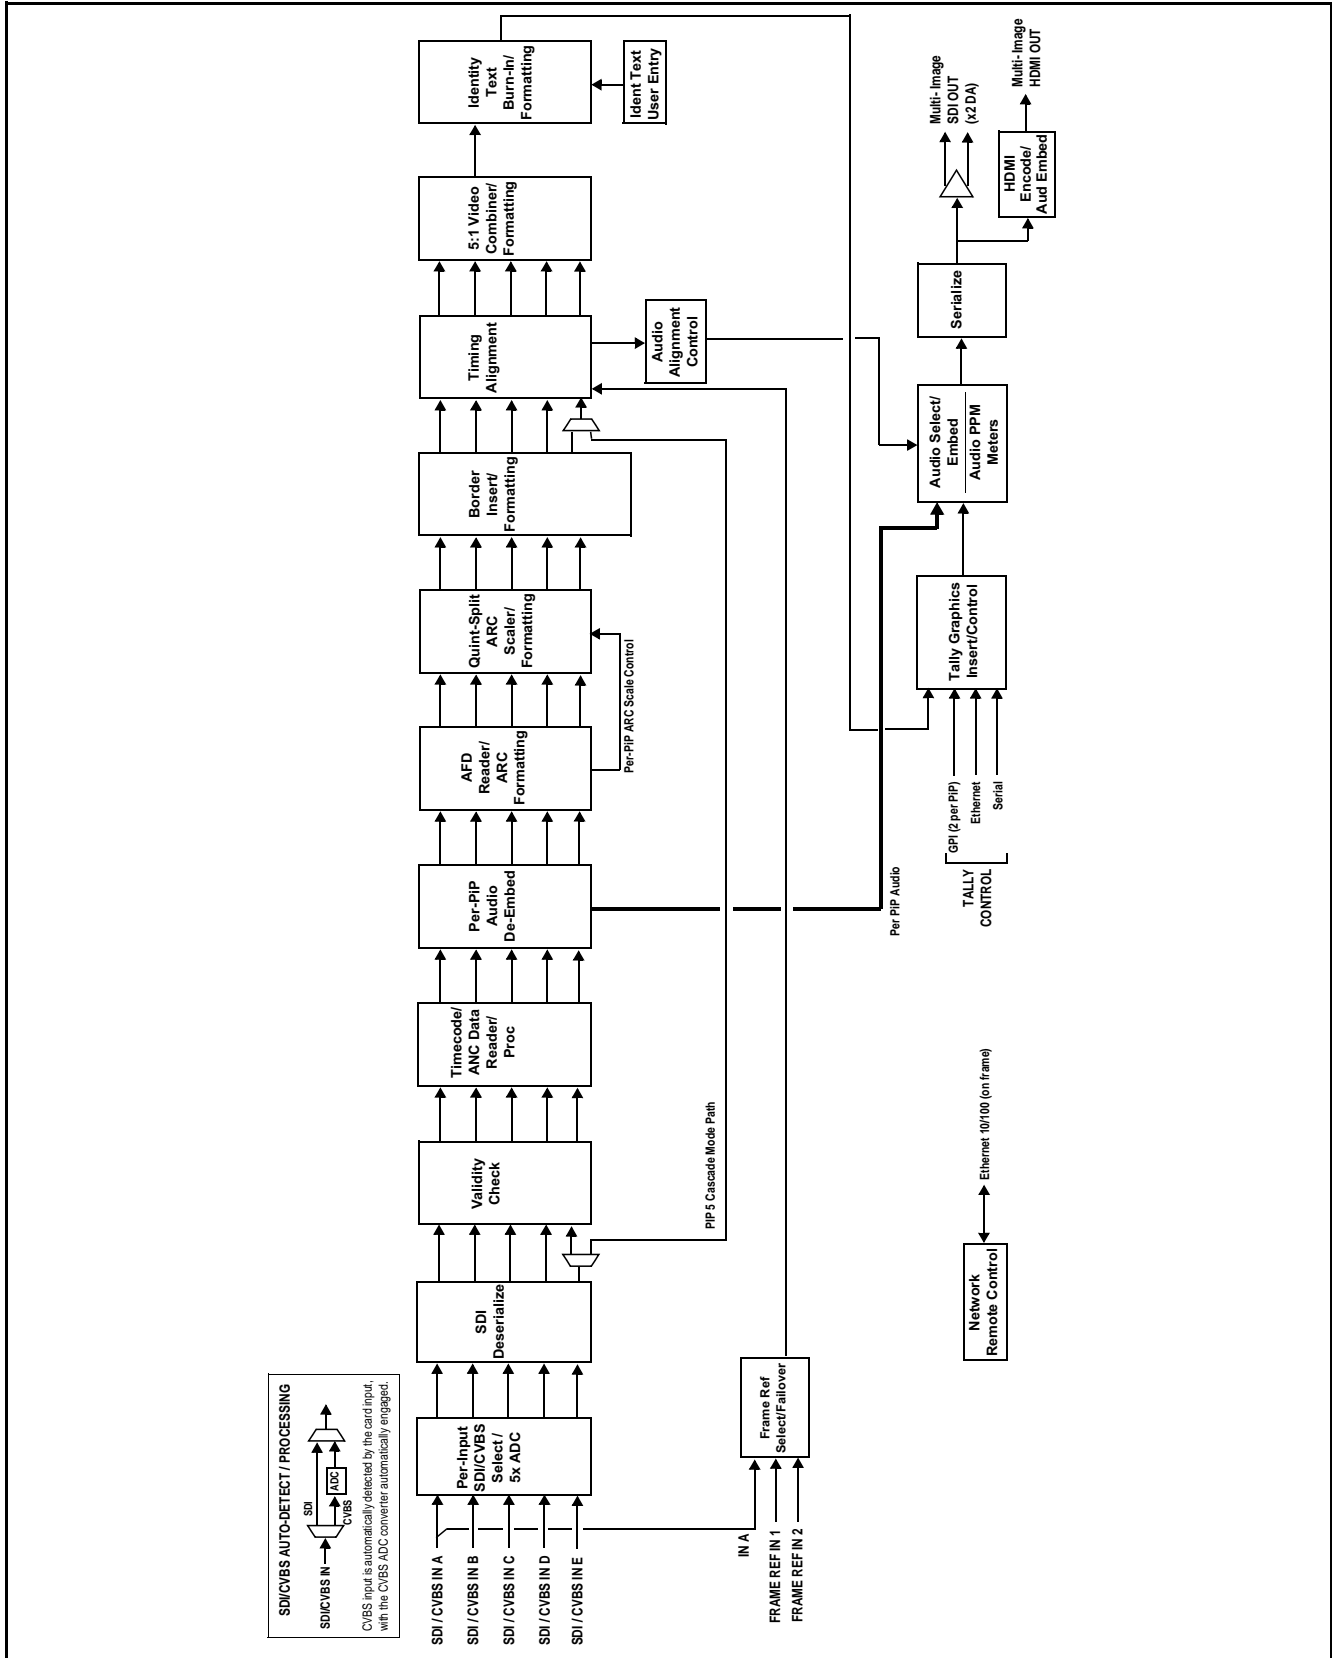 SDI/CVBS AUTO-DETECT / PROCESSING
SDI/CVBS IN
SDI
CVBS
ADC
CVBS input is automatically detected by the card input,
with the CVBS ADC converter automatically engaged.
SDI / CVBS IN A
SDI / CVBS IN B
SDI / CVBS IN C
SDI / CVBS IN D
SDI / CVBS IN E
Per-Input
SDI/CVBS
Select /
5x ADC
SDI
Deserialize
Validity
Check
Timecode/
ANC Data
Reader/
Proc
Per-PiP
Audio
De-Embed
AFD
Reader/
ARC
Formatting
Quint-Split
ARC
Scaler/
Formatting
Border
Insert/
Formatting
Timing
Alignment
5:1 Video
Combiner/
Formatting
Identity
Text
Burn-In/
Formatting
Ident Text
User Entry
Per-PiP ARC Scale Control
Audio
Alignment
Control
PIP 5 Cascade Mode Path
IN A
FRAME REF IN 1
FRAME REF IN 2
Frame Ref
Select/Failover
Per PiP Audio
TALLY
CONTROL
GPI (2 per PiP)
Ethernet
Serial
Tally Graphics
Insert/Control
Audio Select/
Embed
Audio PPM
Meters
Serialize
Multi- Image
SDI OUT
(x2 DA)
HDMI
Encode/
Aud Embed
Multi- Image
HDMI OUT
Network
Remote Control
Ethernet 10/100 (on frame)